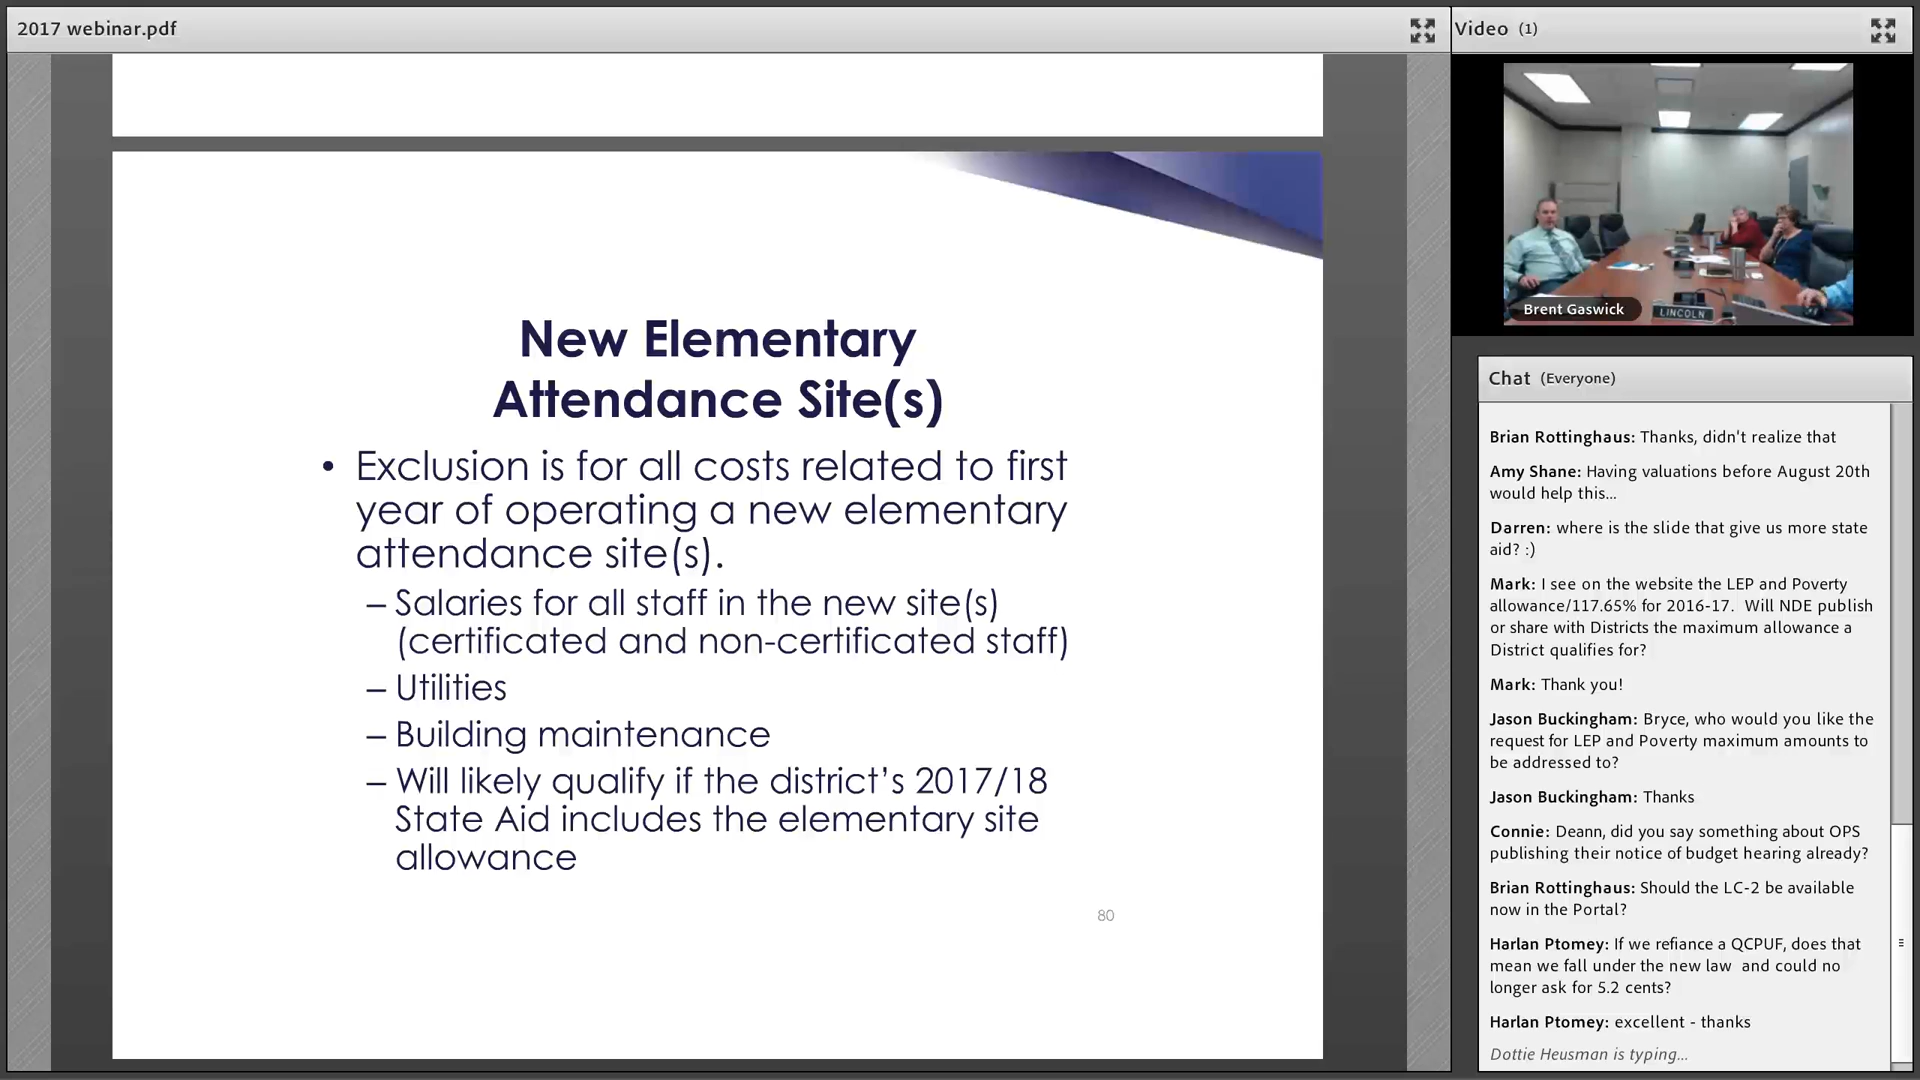 2017 webinar.pdf
New Elementary
Attendance Site(s)
• Exclusion is for all costs related to first
year of operating a new elementary
attendance site(s).
– Salaries for all staff in the new site(s)
(certificated and non-certificated staff)
– Utilities
– Building maintenance
– Will likely qualify if the district's 2017/18
State Aid includes the elementary site
allowance
80
Video (1)
Brent Gaswick
LINCOLN
Chat (Everyone)
Brian Rottinghaus: Thanks, didn't realize that
Amy Shane: Having valuations before August 20th
would help this...
Darren: where is the slide that give us more state
aid? :)
Mark: I see on the website the LEP and Poverty
allowance/117.65% for 2016-17. Will NDE publish
or share with Districts the maximum allowance a
District qualifies for?
Mark: Thank you!
Jason Buckingham: Bryce, who would you like the
request for LEP and Poverty maximum amounts to
be addressed to?
Jason Buckingham: Thanks
Connie: Deann, did you say something about OPS
publishing their notice of budget hearing already?
Brian Rottinghaus: Should the LC-2 be available
now in the Portal?
Harlan Ptomey: If we refiance a QCPUF, does that
mean we fall under the new law and could no
longer ask for 5.2 cents?
Harlan Ptomey: excellent - thanks
Dottie Heusman is typing...